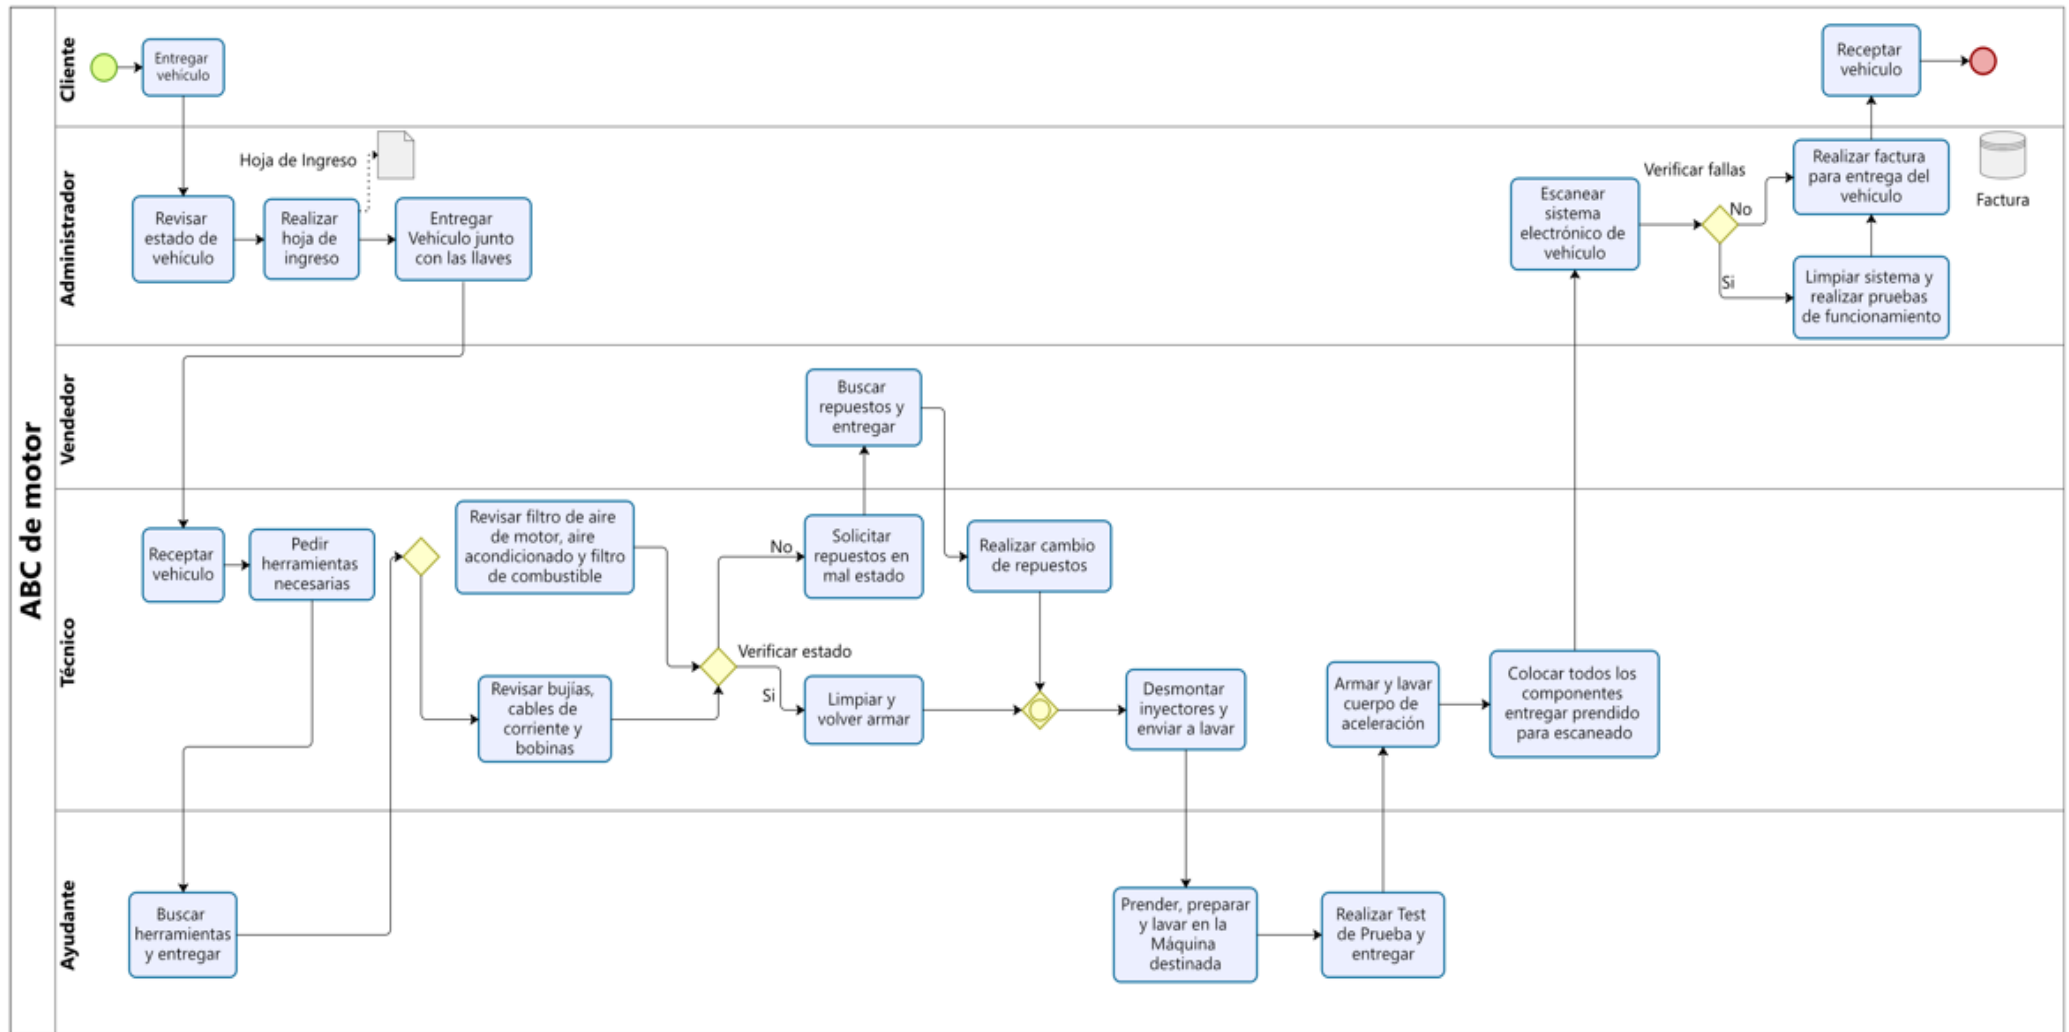 ABC de motor
Cliente
Entregar
vehículo
Receptar
vehículo
Administrador
Hoja de Ingreso
Revisar
estado de
vehículo
Realizar
hoja de
ingreso
Entregar
Vehículo junto
con las llaves
Escanear
sistema
electrónico de
vehículo
Verificar fallas
No
Si
Realizar factura
para entrega del
vehículo
Limpiar sistema y
realizar pruebas
de funcionamiento
Factura
Vendedor
Buscar
repuestos y
entregar
Técnico
Receptar
vehiculo
Pedir
herramientas
necesarias
Revisar filtro de aire
de motor, aire
acondicionado y filtro
de combustible
Revisar bujías,
cables de
corriente y
bobinas
Verificar estado
No
Si
Solicitar
repuestos en
mal estado
Limpiar y
volver armar
Realizar cambio
de repuestos
Desmontar
inyectores y
enviar a lavar
Armar y lavar
cuerpo de
aceleración
Colocar todos los
componentes
entregar prendido
para escaneado
Ayudante
Buscar
herramientas
y entregar
Prender, preparar
y lavar en la
Máquina
destinada
Realizar Test
de Prueba y
entregar